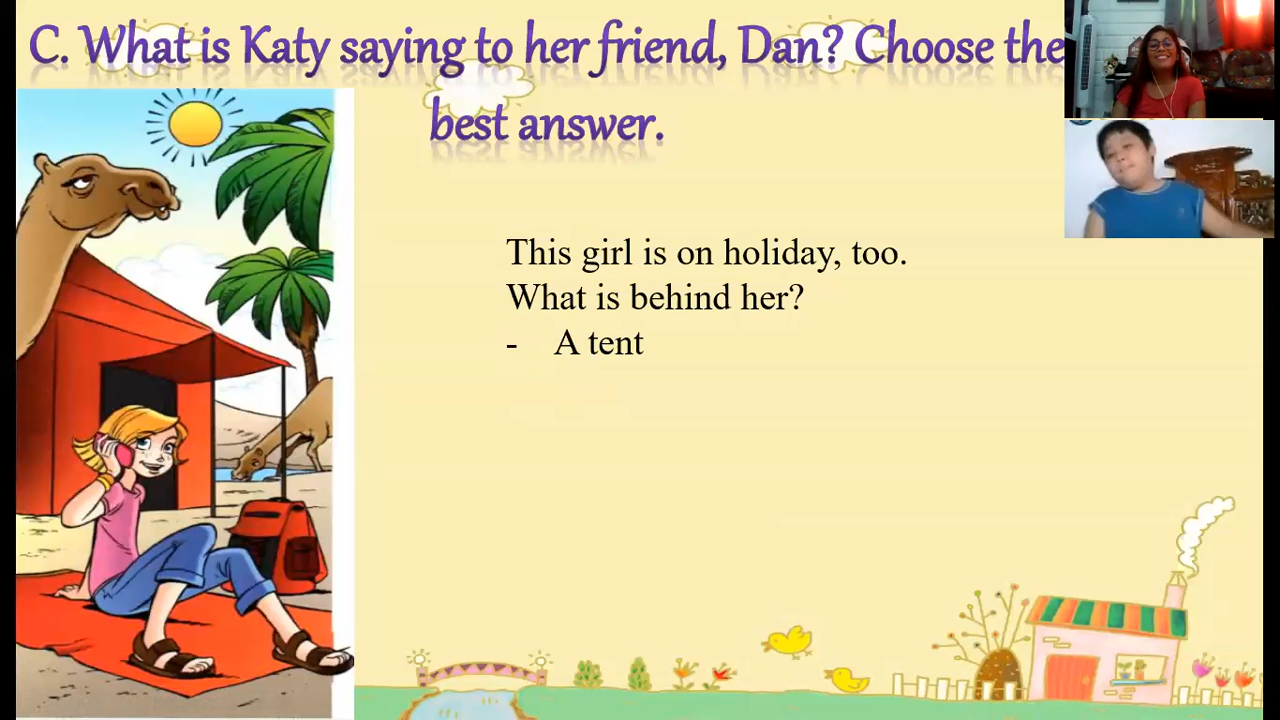 C. What is Katy saying to her friend, Dan? Choose the
best answer.
This girl is on holiday, too.
What is behind her?
- A tent